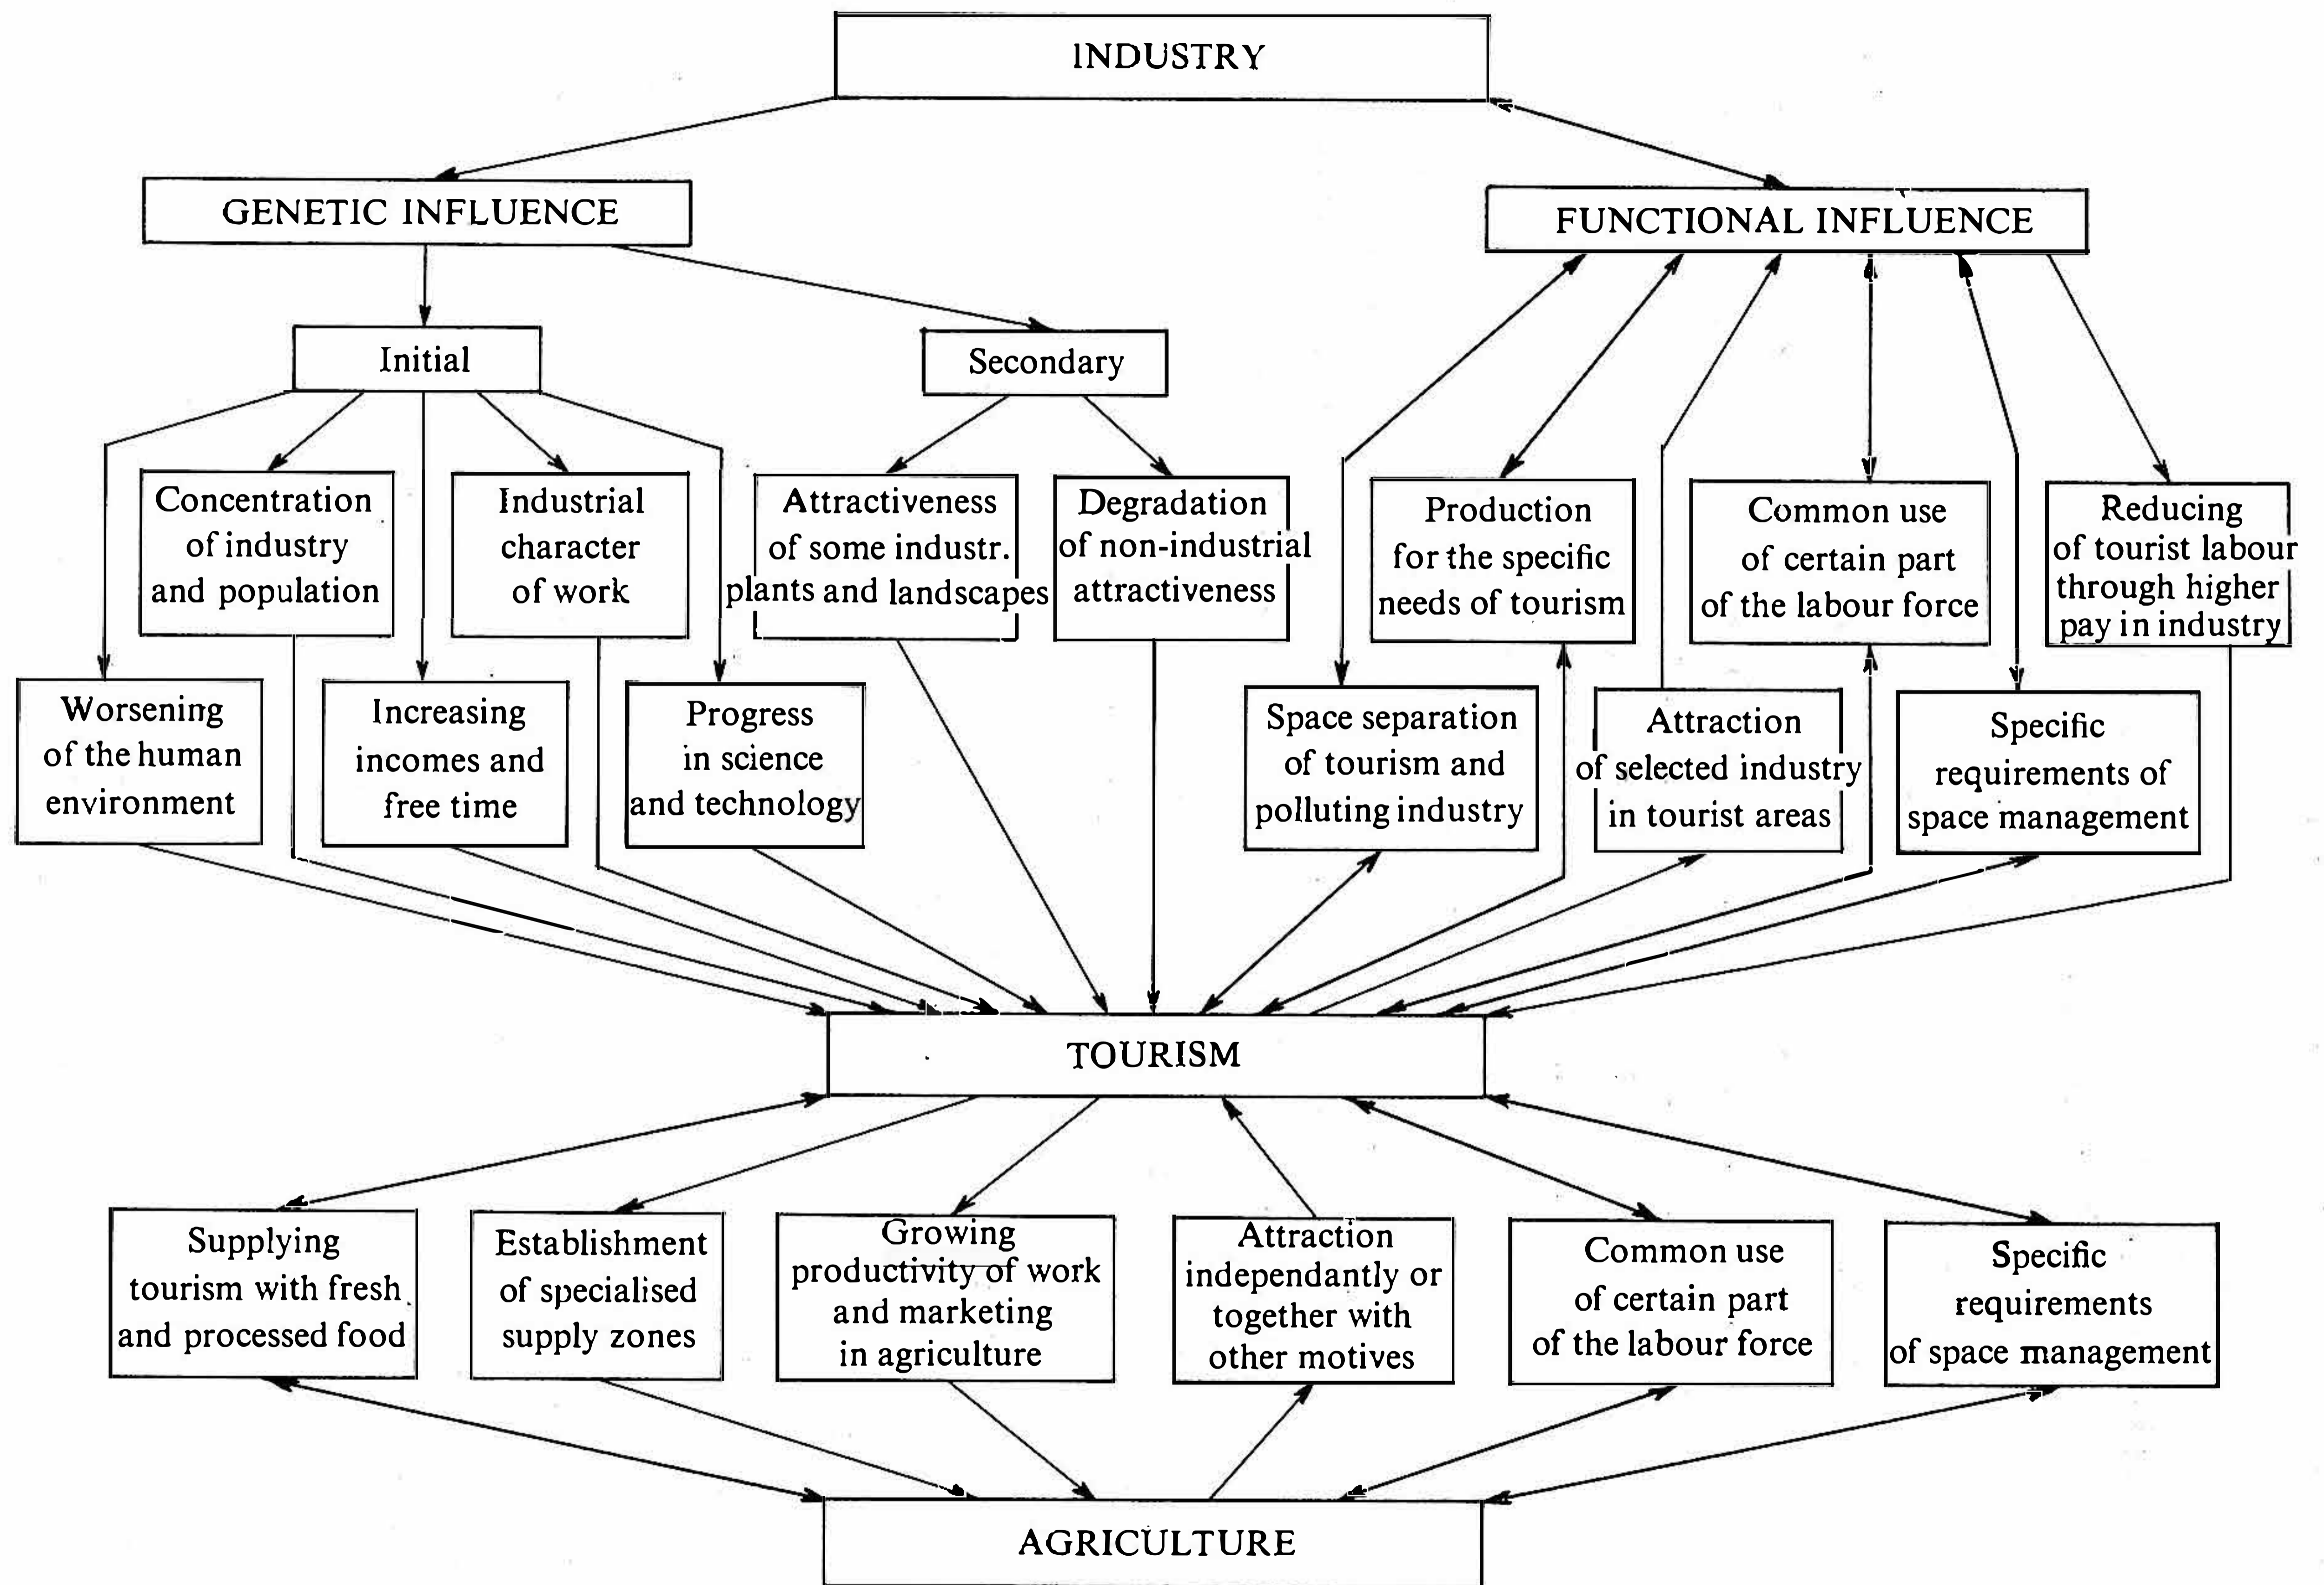 INDUSTRY
GENETIC INFLUENCE
FUNCTIONAL INFLUENCE
Initial
Secondary
Concentration
of industry
and population
Industrial
character
of work
Attractiveness
of some industr.
plants and landscapes
Degradation
of non-industrial
attractiveness
Production
for the specific
needs of tourism
Common use
of certain part
of the labour force
Reducing
of tourist labour
through higher
pay in industry
Worsening
of the human
environment
Increasing
incomes and
free time
Progress
in science
and technology
Space separation
of tourism and
polluting industry
Attraction
of selected industry
in tourist areas
Specific
requirements of
space management
TOURISM
Supplying
tourism with fresh
and processed food
Establishment
of specialised
supply zones
Growing
productivity of work
and marketing
in agriculture
Attraction
independantly or
together with
other motives
Common use
of certain part
of the labour force
Specific
requirements
of space management
AGRICULTURE